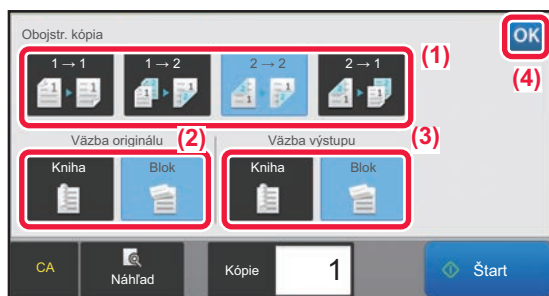 Obojstr. kópia
OK
(1)
(4)
1 → 1
1 → 2
2 → 2
2 → 1
Väzba originálu
(2)
Väzba výstupu
(3)
Kniha
Blok
Kniha
Blok
CA
Náhľad
Kópie
1
Štart